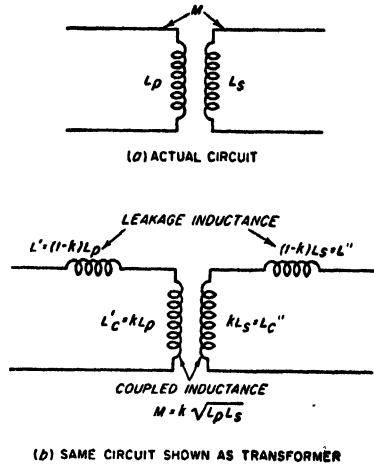 M
Lp Ls
(a) ACTUAL CIRCUIT
LEAKAGE INDUCTANCE
L'=(1-k)Lp (1-k)Ls=L"
L'c=kLp kLs=Lc"
COUPLED INDUCTANCE
M=k√LpLs
(b) SAME CIRCUIT SHOWN AS TRANSFORMER